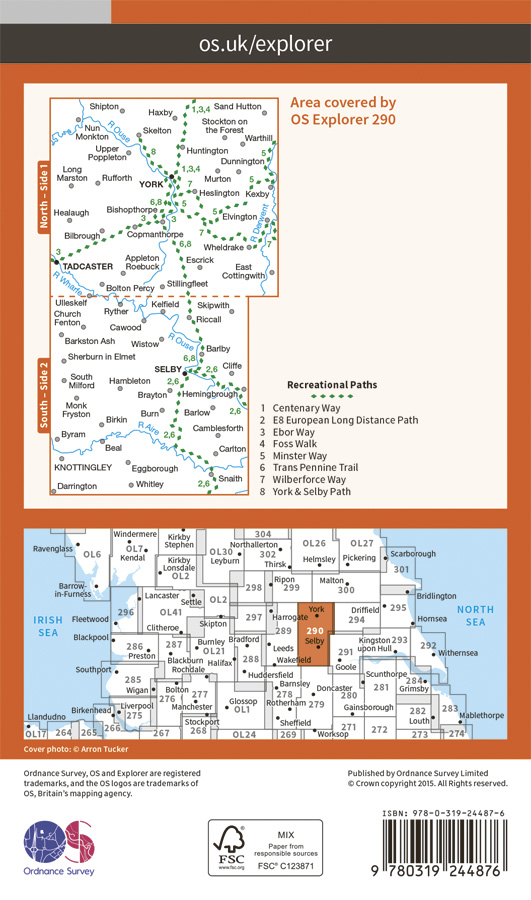 os.uk/explorer
Area covered by
OS Explorer 290
North – Side 1
South – Side 2
Shipton
Haxby
1,3,4
Sand Hutton
Nun
Monkton
R Ouse
Skelton
Stockton on
the Forest
Warthill
Upper
Poppleton
8
Huntington
5
Dunnington
Long
Marston
Rufforth
YORK
1,3,4
Murton
5
7
Heslington
Kexby
Healaugh
Bishopthorpe
6,8
5
Elvington
R Derwent
3
3
Bilbrough
Copmanthorpe
7
7
6,8
Wheldrake
3
TADCASTER
Appleton
Roebuck
Escrick
East
Cottingwith
R Wharfe
Bolton Percy
Stillingfleet
Ulleskelf
Kelfield
Skipwith
Church
Fenton
Ryther
Riccall
Cawood
Barkston Ash
Wistow
R Ouse
Barlby
Sherburn in Elmet
6,8
SELBY
2,6
Cliffe
South
Milford
Hambleton
2,6
Hemingbrough
Monk
Fryston
Brayton
Burn
Barlow
2,6
Birkin
R Aire
Camblesforth
Byram
2,6
Beal
Carlton
KNOTTINGLEY
Eggborough
Snaith
Darrington
Whitley
2,6
Recreational Paths
1 Centenary Way
2 E8 European Long Distance Path
3 Ebor Way
4 Foss Walk
5 Minster Way
6 Trans Pennine Trail
7 Wilberforce Way
8 York & Selby Path
Ravenglass
OL6
Windermere
OL7
Kendal
Kirkby
Stephen
Kirkby
Lonsdale
OL2
OL30
Leyburn
304
Northallerton
302
Thirsk
OL26
Helmsley
OL27
Pickering
Scarborough
301
Barrow-
in-Furness
Lancaster
Settle
OL2
298
Ripon
299
Malton
300
Bridlington
IRISH
SEA
296
OL41
Fleetwood
Clitheroe
Skipton
297
Harrogate
289
York
290
Selby
Driffield
294
295
Hornsea
NORTH
SEA
Blackpool
286
Preston
287
Blackburn
Rochdale
Burnley
OL21
Halifax
Bradford
288
Leeds
Wakefield
291
Goole
Kingston
upon Hull
293
292
Withernsea
Southport
285
Wigan
Bolton
276
277
Huddersfield
Barnsley
278
Rotherham
Doncaster
279
280
Scunthorpe
281
284
Grimsby
Llandudno
Birkenhead
Liverpool
275
Manchester
Stockport
Glossop
OL1
Sheffield
Gainsborough
282
Louth
283
Mablethorpe
OL17
264
265
266
267
268
OL24
269
Worksop
271
272
273
274
Cover photo: © Arron Tucker
Ordnance Survey, OS and Explorer are registered
trademarks, and the OS logos are trademarks of
OS, Britain's mapping agency.
Published by Ordnance Survey Limited
© Crown copyright 2015. All Rights reserved.
OS
Ordnance Survey
FSC
www.fsc.org
MIX
Paper from
responsible sources
FSC® C123871
ISBN: 978-0-319-24487-6
9 780319 244876